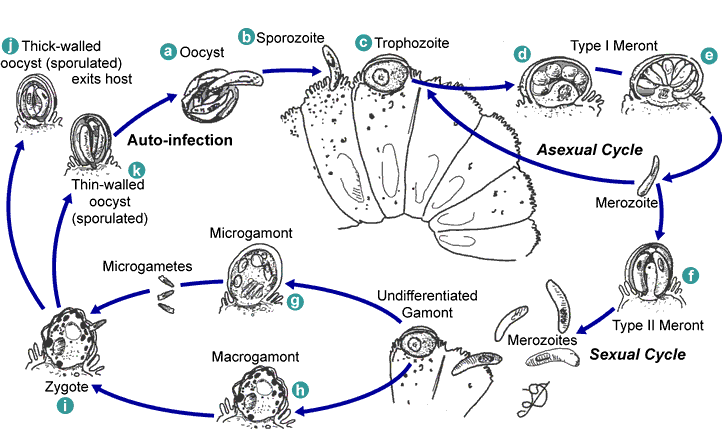 j Thick-walled
oocyst (sporulated)
exits host
a Oocyst
b Sporozoite
c Trophozoite
d
Type I Meront
e
Auto-infection
k
Thin-walled
oocyst
(sporulated)
Asexual Cycle
Merozoite
f
Type II Meront
Merozoites
Sexual Cycle
Undifferentiated
Gamont
Microgamont
g
Microgametes
Macrogamont
h
Zygote
i